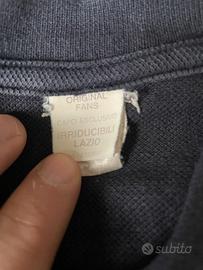 ORIGINAL
FANS
CAPO ESCLUSIVO
IRRIDUCIBILI
LAZIO
subito